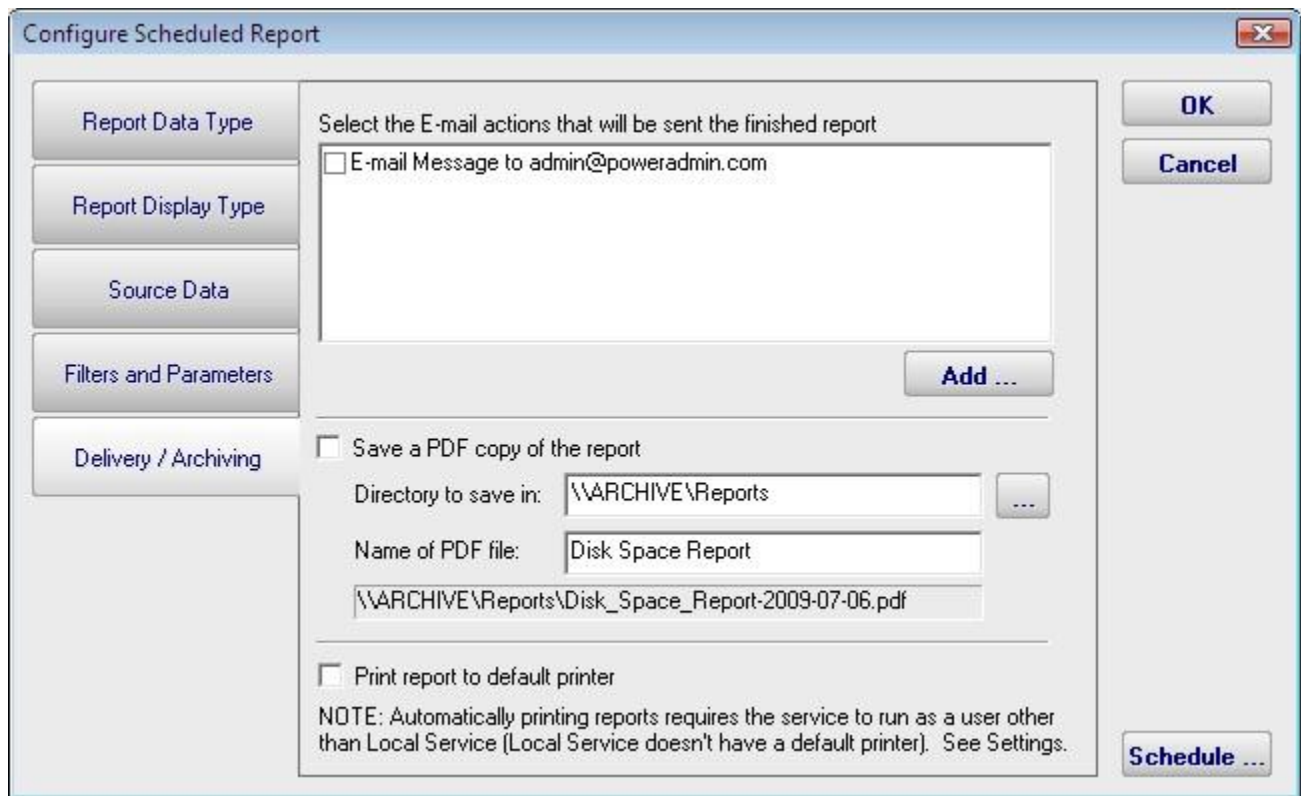 Configure Scheduled Report
Report Data Type
Report Display Type
Source Data
Filters and Parameters
Delivery / Archiving
Select the E-mail actions that will be sent the finished report
E-mail Message to admin@poweradmin.com
Add ...
Save a PDF copy of the report
Directory to save in: \\ARCHIVE\Reports ...
Name of PDF file: Disk Space Report
\\ARCHIVE\Reports\Disk_Space_Report-2009-07-06.pdf
Print report to default printer
NOTE: Automatically printing reports requires the service to run as a user other
than Local Service (Local Service doesn't have a default printer).  See Settings.
OK
Cancel
Schedule ...